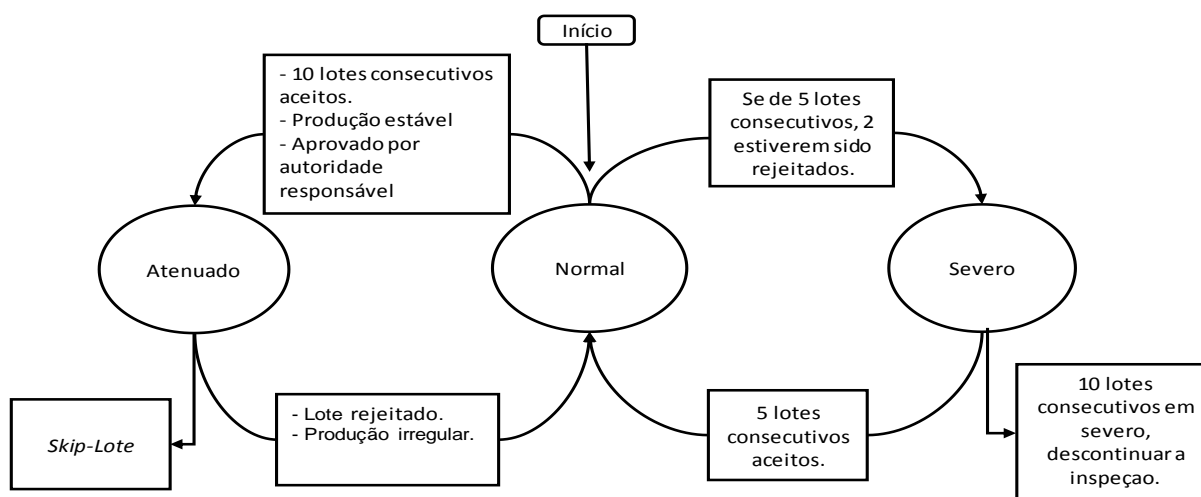 Início
- 10 lotes consecutivos
aceitos.
- Produção estável
- Aprovado por
autoridade
responsável
Se de 5 lotes
consecutivos, 2
estiverem sido
rejeitados.
Atenuado
Normal
Severo
Skip-Lote
- Lote rejeitado.
- Produção irregular.
5 lotes
consecutivos
aceitos.
10 lotes
consecutivos em
severo,
descontinuar a
inspeçao.